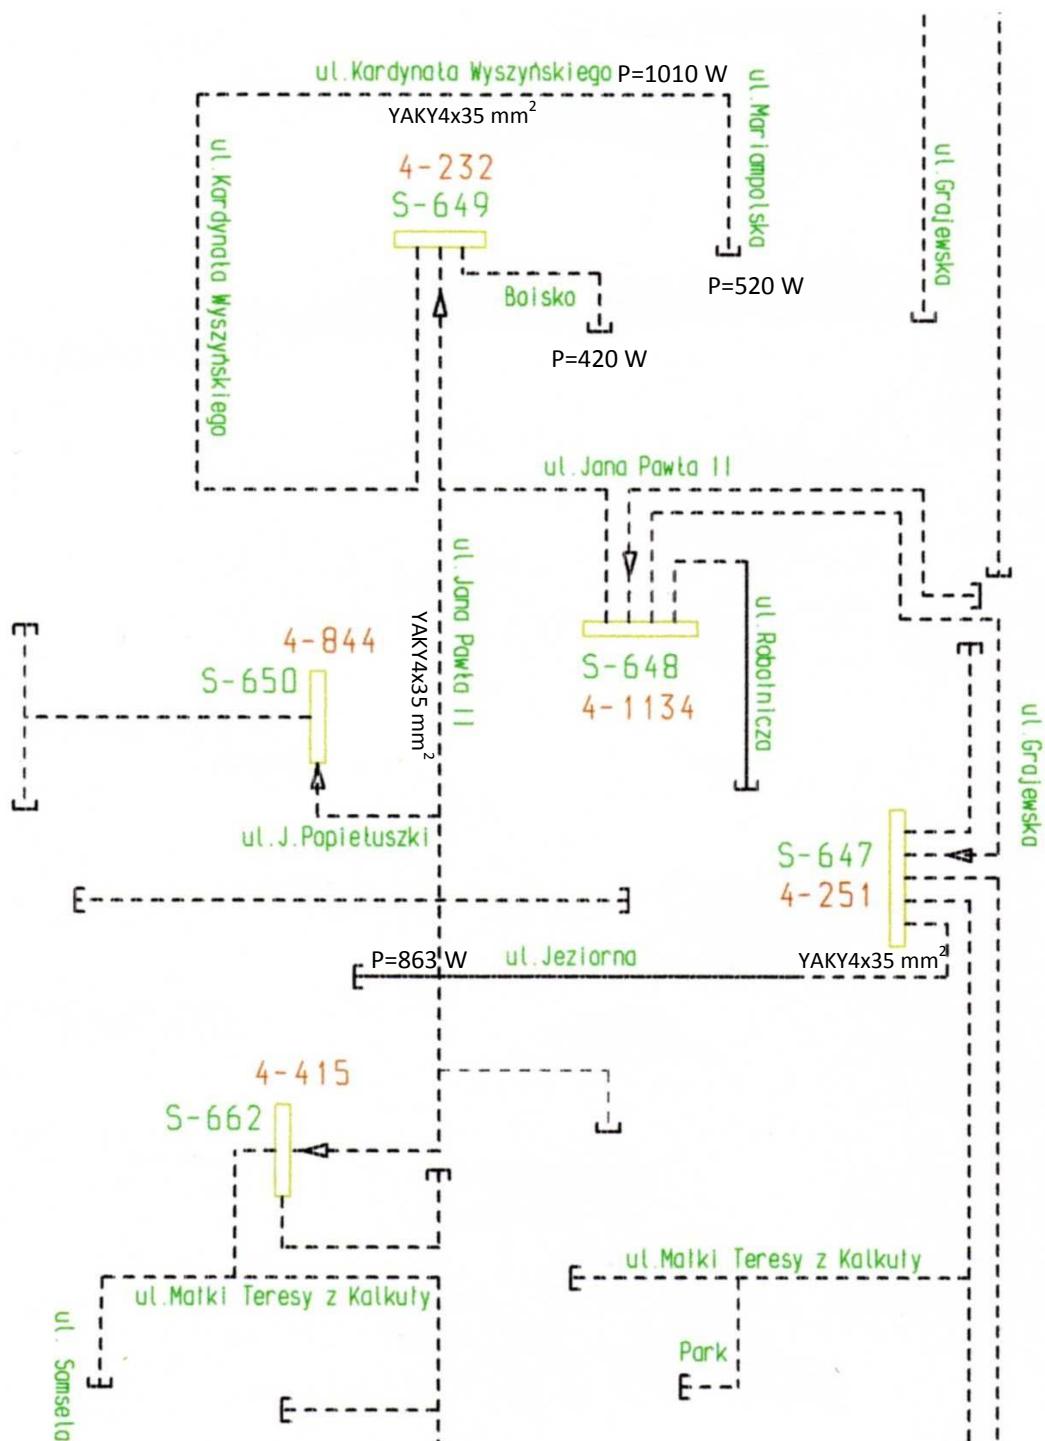 ul.Kardynała Wyszyńskiego P=1010 W
YAKY4x35 mm²
ul.Mariampolska
ul.Grajewska
ul.Kardynała Wyszyńskiego
4-232
S-649
Boisko
P=520 W
P=420 W
ul.Jana Pawła II
ul.Jana Pawła II
YAKY4x35 mm²
4-844
S-650
S-648
4-1134
ul.Robotnicza
ul.Grajewska
ul.J.Popiełuszki
S-647
4-251
P=863 W
ul.Jeziorna
YAKY4x35 mm²
4-415
S-662
ul.Matki Teresy z Kalkuty
ul.Matki Teresy z Kalkuty
ul. Samsela
Park